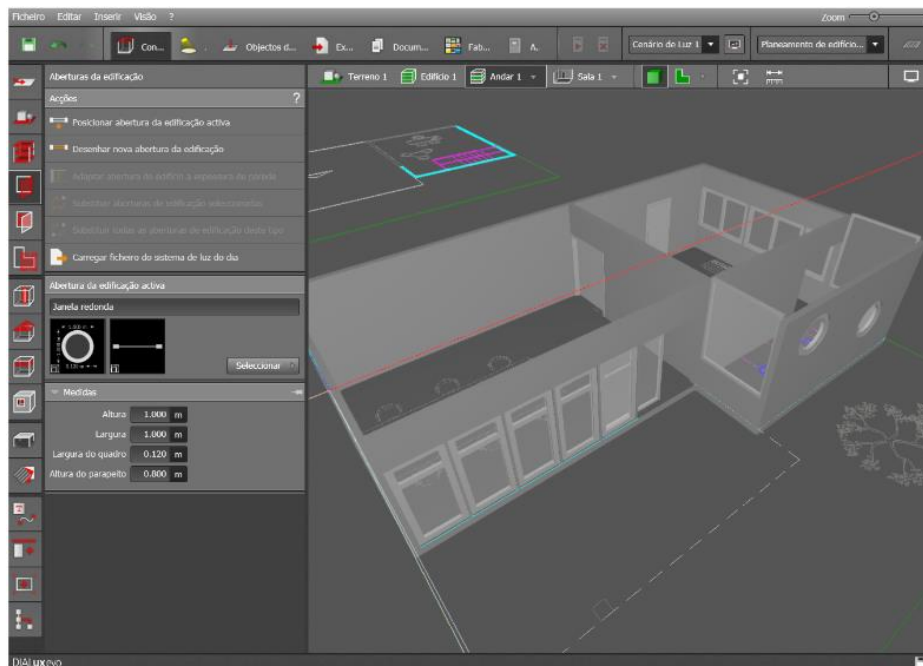 Ficheiro Editar Inserir Visão ? Zoom
Con... Objectos d... Ex... Docum... Fab... A. Cenário de Luz 1 Planeamento de edifício...
Aberturas da edificação
Terreno 1 Edifício 1 Andar 1 Sala 1
Acções ?
Posicionar abertura da edificação activa
Desenhar nova abertura da edificação
Adaptar abertura do edifício à espessura da parede
Substituir aberturas de edificação seleccionadas
Substituir todas as aberturas de edificação deste tipo
Carregar ficheiro do sistema de luz do dia
Abertura da edificação activa
Janela redonda
Seleccionar
Medidas
Altura 1.000 m
Largura 1.000 m
Largura do quadro 0.120 m
Altura do parapeito 0.800 m
DIALux evo